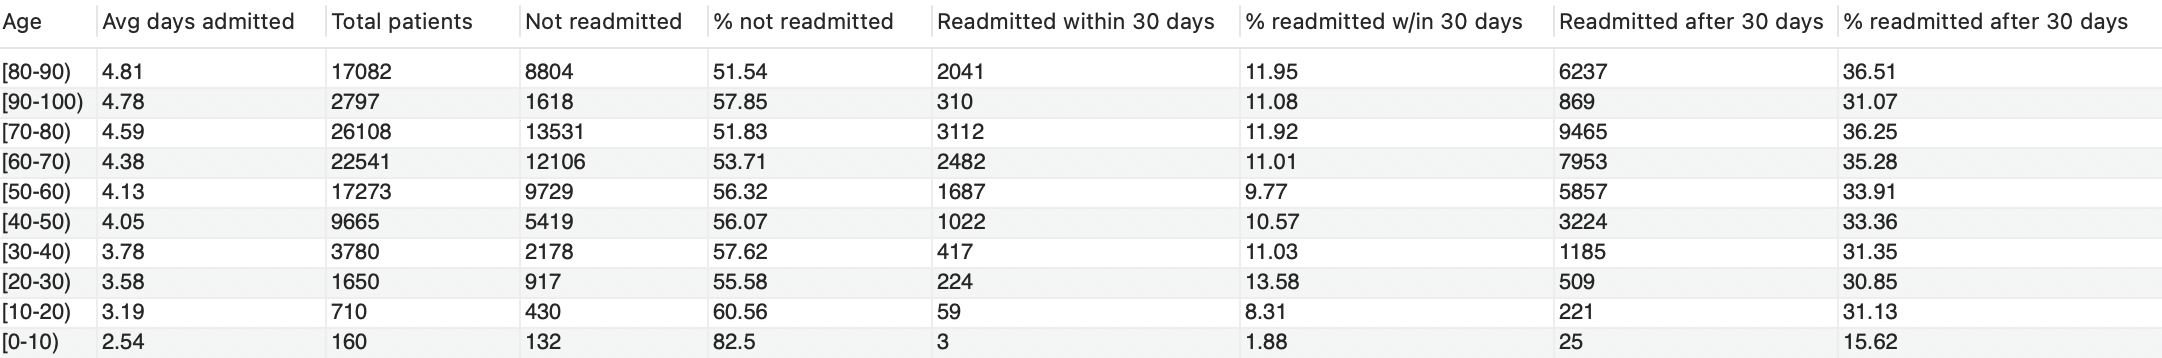 Age Avg days admitted Total patients Not readmitted % not readmitted Readmitted within 30 days % readmitted w/in 30 days Readmitted after 30 days % readmitted after 30 days
[80-90) 4.81 17082 8804 51.54 2041 11.95 6237 36.51
[90-100) 4.78 2797 1618 57.85 310 11.08 869 31.07
[70-80) 4.59 26108 13531 51.83 3112 11.92 9465 36.25
[60-70) 4.38 22541 12106 53.71 2482 11.01 7953 35.28
[50-60) 4.13 17273 9729 56.32 1687 9.77 5857 33.91
[40-50) 4.05 9665 5419 56.07 1022 10.57 3224 33.36
[30-40) 3.78 3780 2178 57.62 417 11.03 1185 31.35
[20-30) 3.58 1650 917 55.58 224 13.58 509 30.85
[10-20) 3.19 710 430 60.56 59 8.31 221 31.13
[0-10) 2.54 160 132 82.5 3 1.88 25 15.62